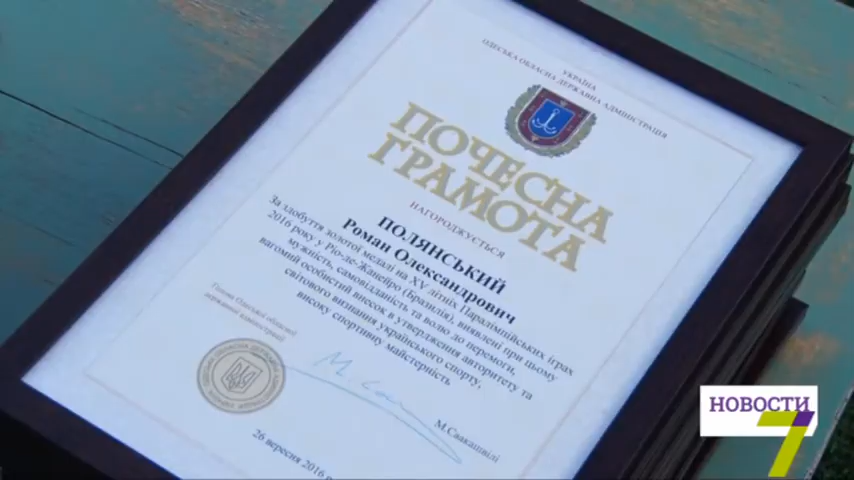 УКРАЇНА
ОДЕСЬКА ОБЛАСНА ДЕРЖАВНА АДМІНІСТРАЦІЯ
ПОЧЕСНА
ГРАМОТА
НАГОРОДЖУЄТЬСЯ
ПОЛЯНСЬКИЙ
Роман Олександрович
За здобуття золотої медалі на XV літніх Паралімпійських іграх
2016 року у Ріо-де-Жанейро (Бразилія), виявлені при цьому
мужність, самовідданість та волю до перемоги,
вагомий особистий внесок в утвердження авторитету та
світового визнання українського спорту,
високу спортивну майстерність
Голова Одеської обласної
державної адміністрації
М.Саакашвілі
26 вересня 2016
НОВОСТИ
7